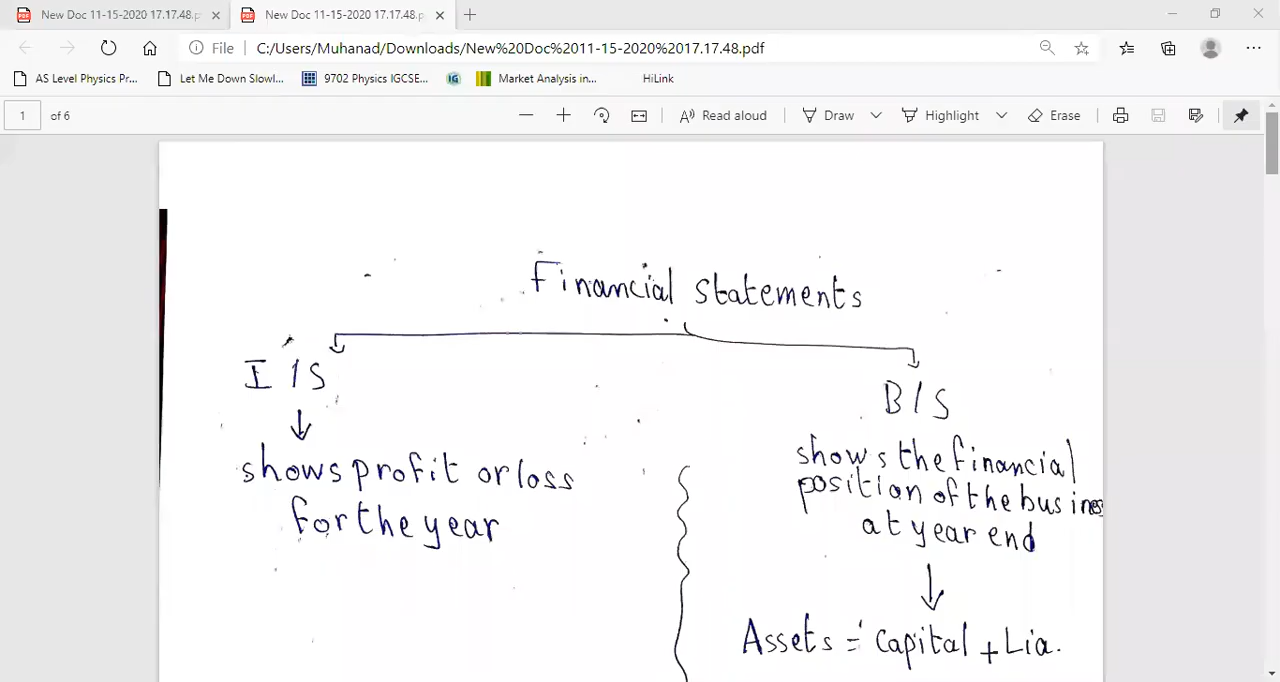 New Doc 11-15-2020 17.17.48.p
New Doc 11-15-2020 17.17.48.p
File
C:/Users/Muhanad/Downloads/New%20Doc%2011-15-2020%2017.17.48.pdf
AS Level Physics Pr...
Let Me Down Slowl...
9702 Physics IGCSE...
IG
Market Analysis in...
HiLink
1 of 6
Read aloud
Draw
Highlight
Erase
Financial statements
I/S
B/S
shows profit or loss
for the year
shows the financial
position of the busines
at year end
Assets = Capital + Lia.